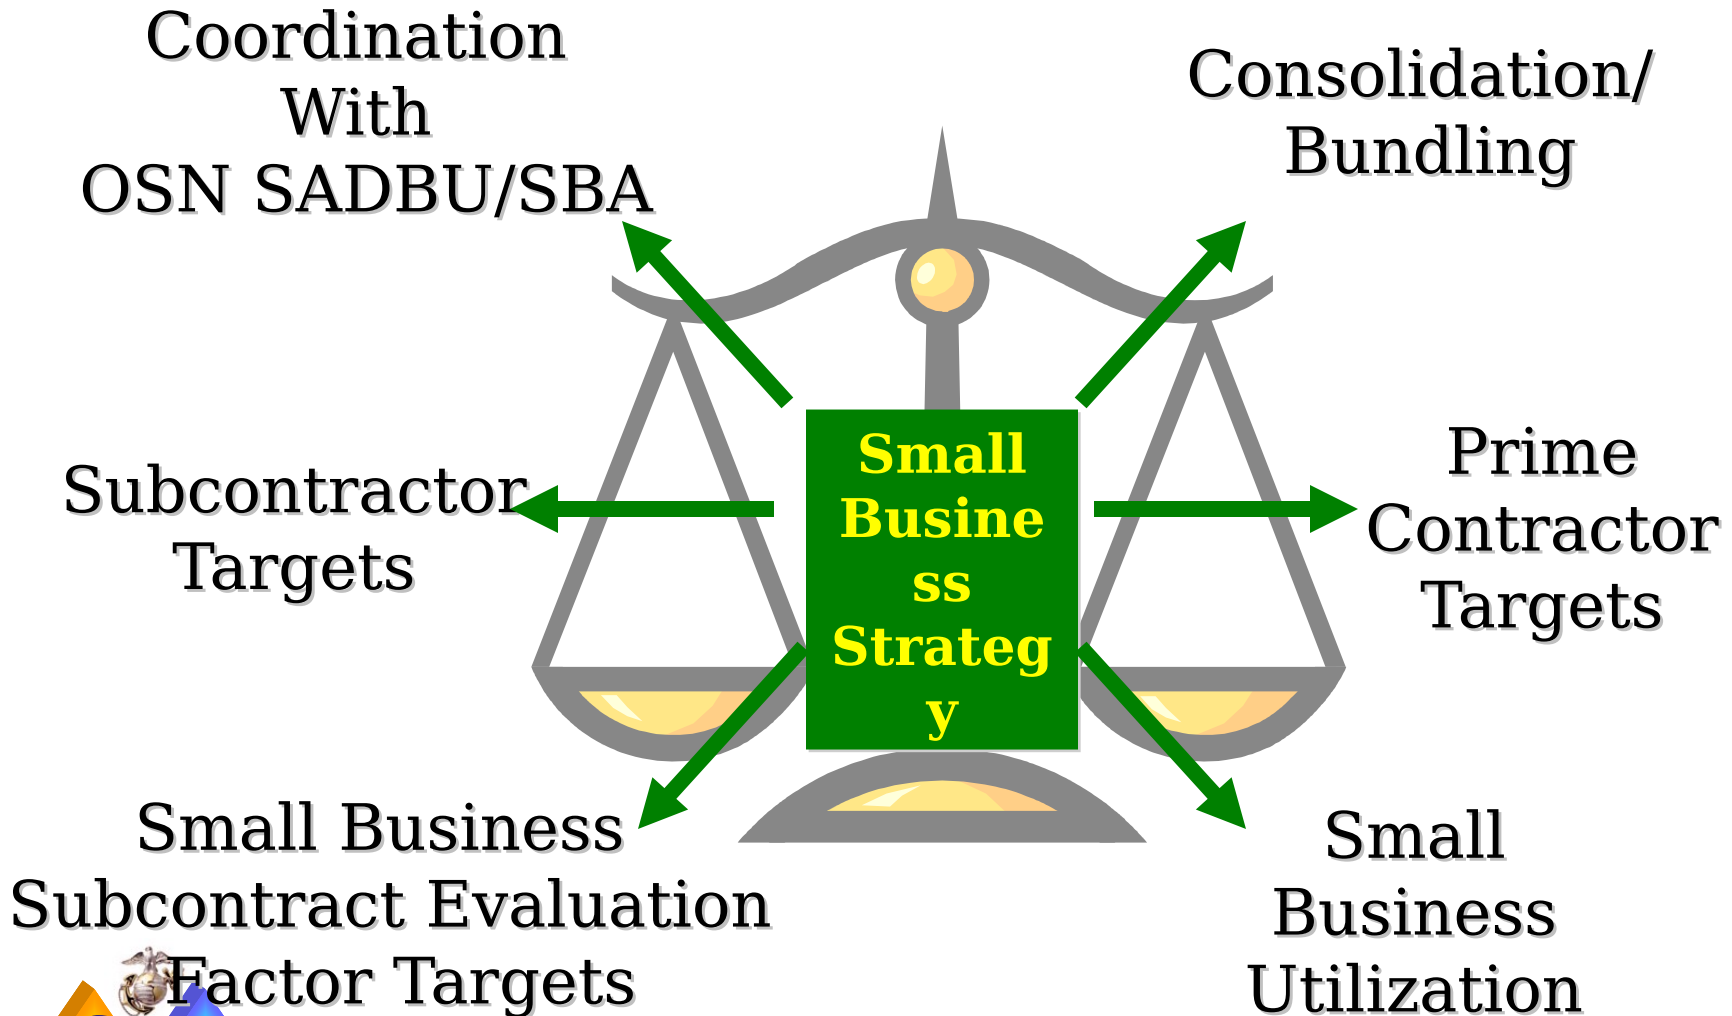 Coordination
With
OSN SADBU/SBA
Consolidation/
Bundling
Small
Busine
ss
Strateg
y
Subcontractor
Targets
Prime
Contractor
Targets
Small Business
Subcontract Evaluation
Factor Targets
Small
Business
Utilization